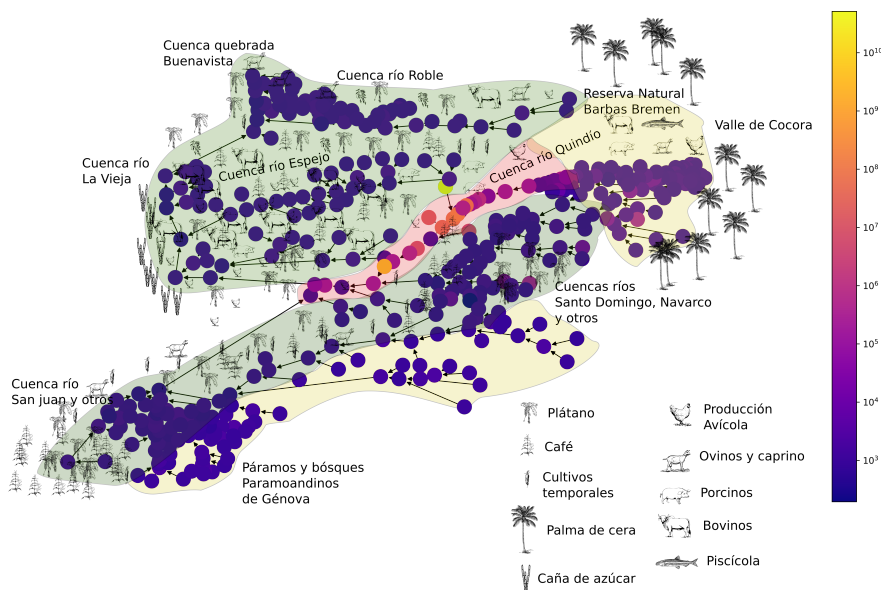 Cuenca quebrada
Buenavista
Cuenca río Roble
Reserva Natural
Barbas Bremen
Valle de Cocora
Cuenca río
La Vieja
Cuenca río Espejo
Cuenca río Quindío
Cuencas ríos
Santo Domingo, Navarco
y otros
Cuenca río
San juan y otros
Páramos y bósques
Paramoandinos
de Génova
Plátano
Café
Cultivos
temporales
Palma de cera
Caña de azúcar
Producción
Avícola
Ovinos y caprino
Porcinos
Bovinos
Piscícola
10¹⁰
10⁹
10⁸
10⁷
10⁶
10⁵
10⁴
10³